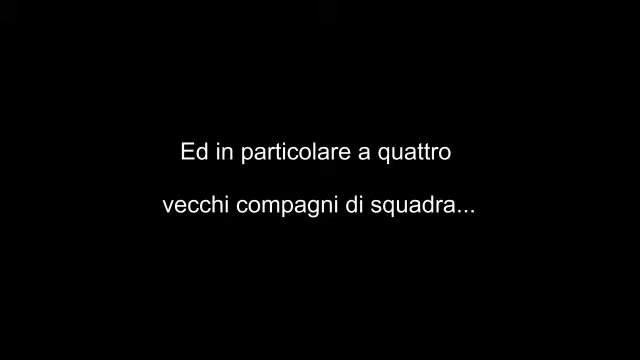 Ed in particolare a quattro
vecchi compagni di squadra...